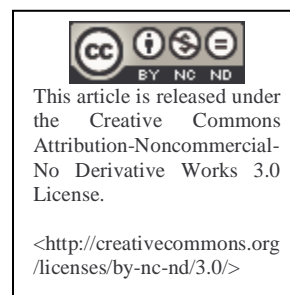 cc
BY NC ND
This article is released under
the Creative Commons
Attribution-Noncommercial-
No Derivative Works 3.0
License.
<http://creativecommons.org
/licenses/by-nc-nd/3.0/>